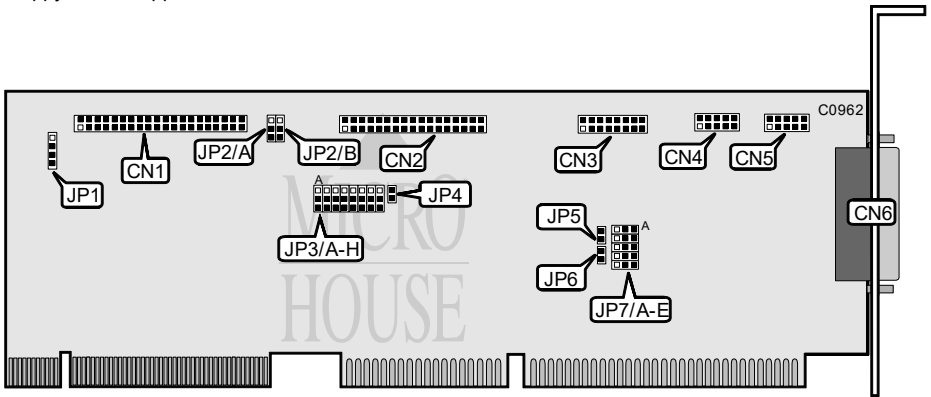 C0962
CN1
JP2/A
JP2/B
CN2
CN3
CN4
CN5
JP1
A
JP4
CN6
JP3/A-H
JP5
A
JP6
JP7/A-E
MICRO
HOUSE